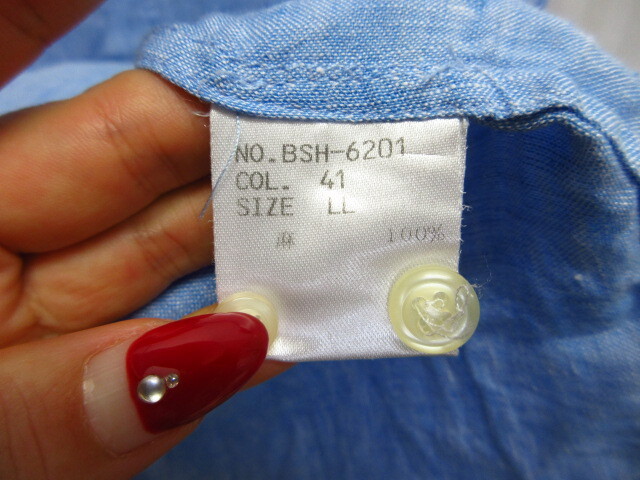 NO.BSH-6201
COL. 41
SIZE LL
麻 100%